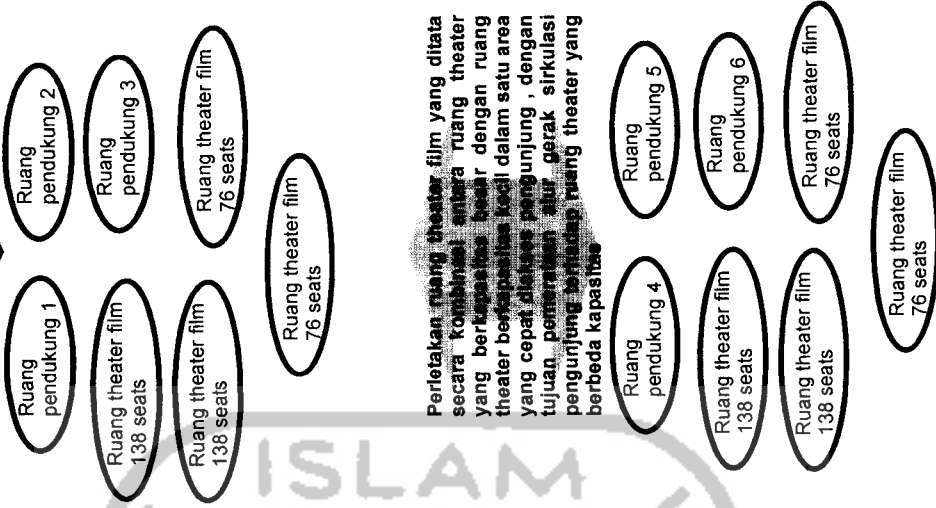 Ruang
pendukung 1
Ruang
pendukung 2
Ruang theater film
138 seats
Ruang
pendukung 3
Ruang theater film
138 seats
Ruang theater film
76 seats
Ruang theater film
76 seats
Perletakan ruang theater film yang ditata
secara kombinasi antara ruang theater
yang berkapasitas besar dengan ruang
theater berkapasitas kecil dalam satu area
yang cepat diakses pengunjung , dengan
tujuan pemerataan alur gerak sirkulasi
pengunjung terhadap ruang theater yang
berbeda kapasitas
Ruang
pendukung 4
Ruang
pendukung 5
Ruang theater film
138 seats
Ruang
pendukung 6
Ruang theater film
138 seats
Ruang theater film
76 seats
Ruang theater film
76 seats
ISLAM